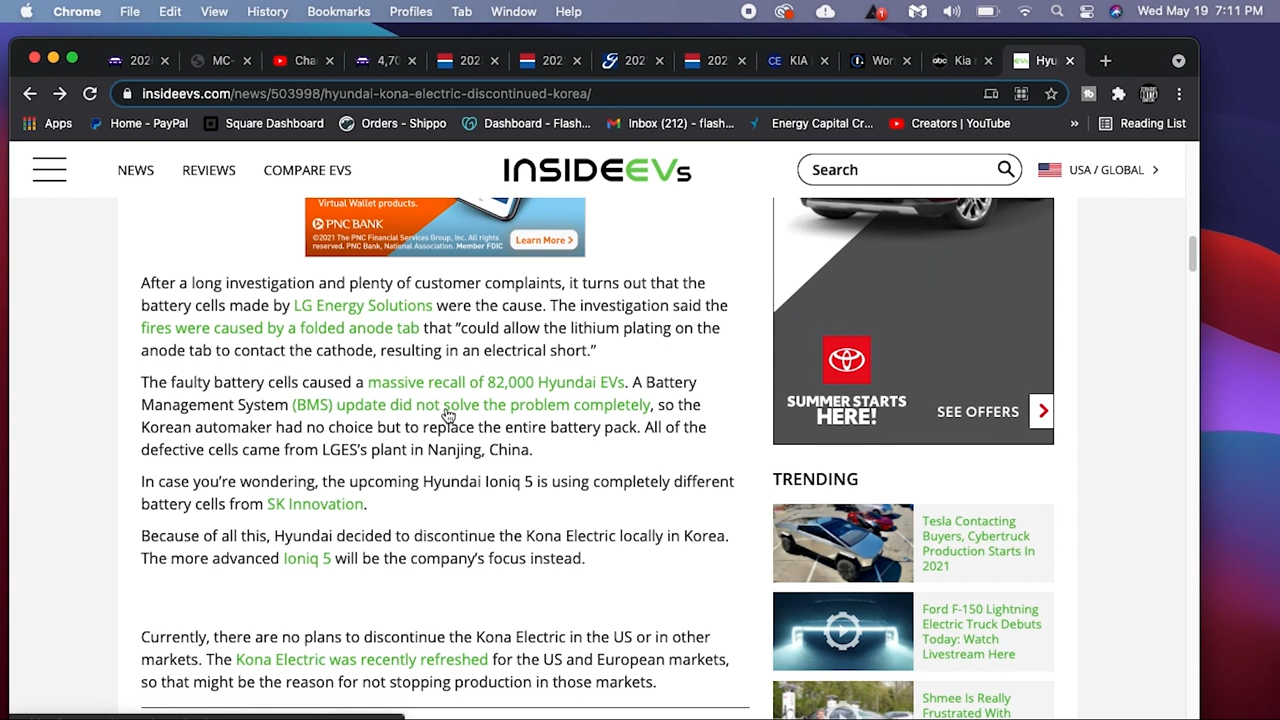 Chrome File Edit View History Bookmarks Profiles Tab Window Help
1
Wed May 19 7:11 PM
202 MC- Cha 4,70 202 202 202 202 KIA Wor Kia Hyu
insideevs.com/news/503998/hyundai-kona-electric-discontinued-korea/
Apps Home - PayPal Square Dashboard Orders - Shippo Dashboard - Flash... Inbox (212) - flash... Energy Capital Cr... Creators | YouTube » Reading List
NEWS REVIEWS COMPARE EVS
INSIDEEVs
Search
USA / GLOBAL
Virtual Wallet products.
PNC BANK
©2021 The PNC Financial Services Group, Inc. All rights
reserved. PNC Bank, National Association. Member FDIC
Learn More >
After a long investigation and plenty of customer complaints, it turns out that the
battery cells made by LG Energy Solutions were the cause. The investigation said the
fires were caused by a folded anode tab that “could allow the lithium plating on the
anode tab to contact the cathode, resulting in an electrical short.”
The faulty battery cells caused a massive recall of 82,000 Hyundai EVs. A Battery
Management System (BMS) update did not solve the problem completely, so the
Korean automaker had no choice but to replace the entire battery pack. All of the
defective cells came from LGES’s plant in Nanjing, China.
In case you’re wondering, the upcoming Hyundai Ioniq 5 is using completely different
battery cells from SK Innovation.
Because of all this, Hyundai decided to discontinue the Kona Electric locally in Korea.
The more advanced Ioniq 5 will be the company’s focus instead.
Currently, there are no plans to discontinue the Kona Electric in the US or in other
markets. The Kona Electric was recently refreshed for the US and European markets,
so that might be the reason for not stopping production in those markets.
SUMMER STARTS
HERE!
SEE OFFERS
TRENDING
Tesla Contacting
Buyers, Cybertruck
Production Starts In
2021
Ford F-150 Lightning
Electric Truck Debuts
Today: Watch
Livestream Here
Shmee Is Really
Frustrated With